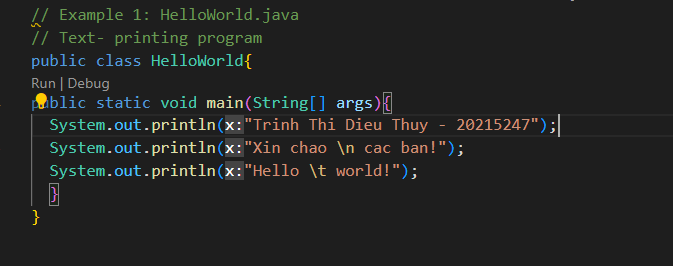 // Example 1: HelloWorld.java
// Text- printing program
public class HelloWorld{
Run | Debug
public static void main(String[] args){
System.out.println(x:"Trinh Thi Dieu Thuy - 20215247");
System.out.println(x:"Xin chao \n cac ban!");
System.out.println(x:"Hello \t world!");
}
}